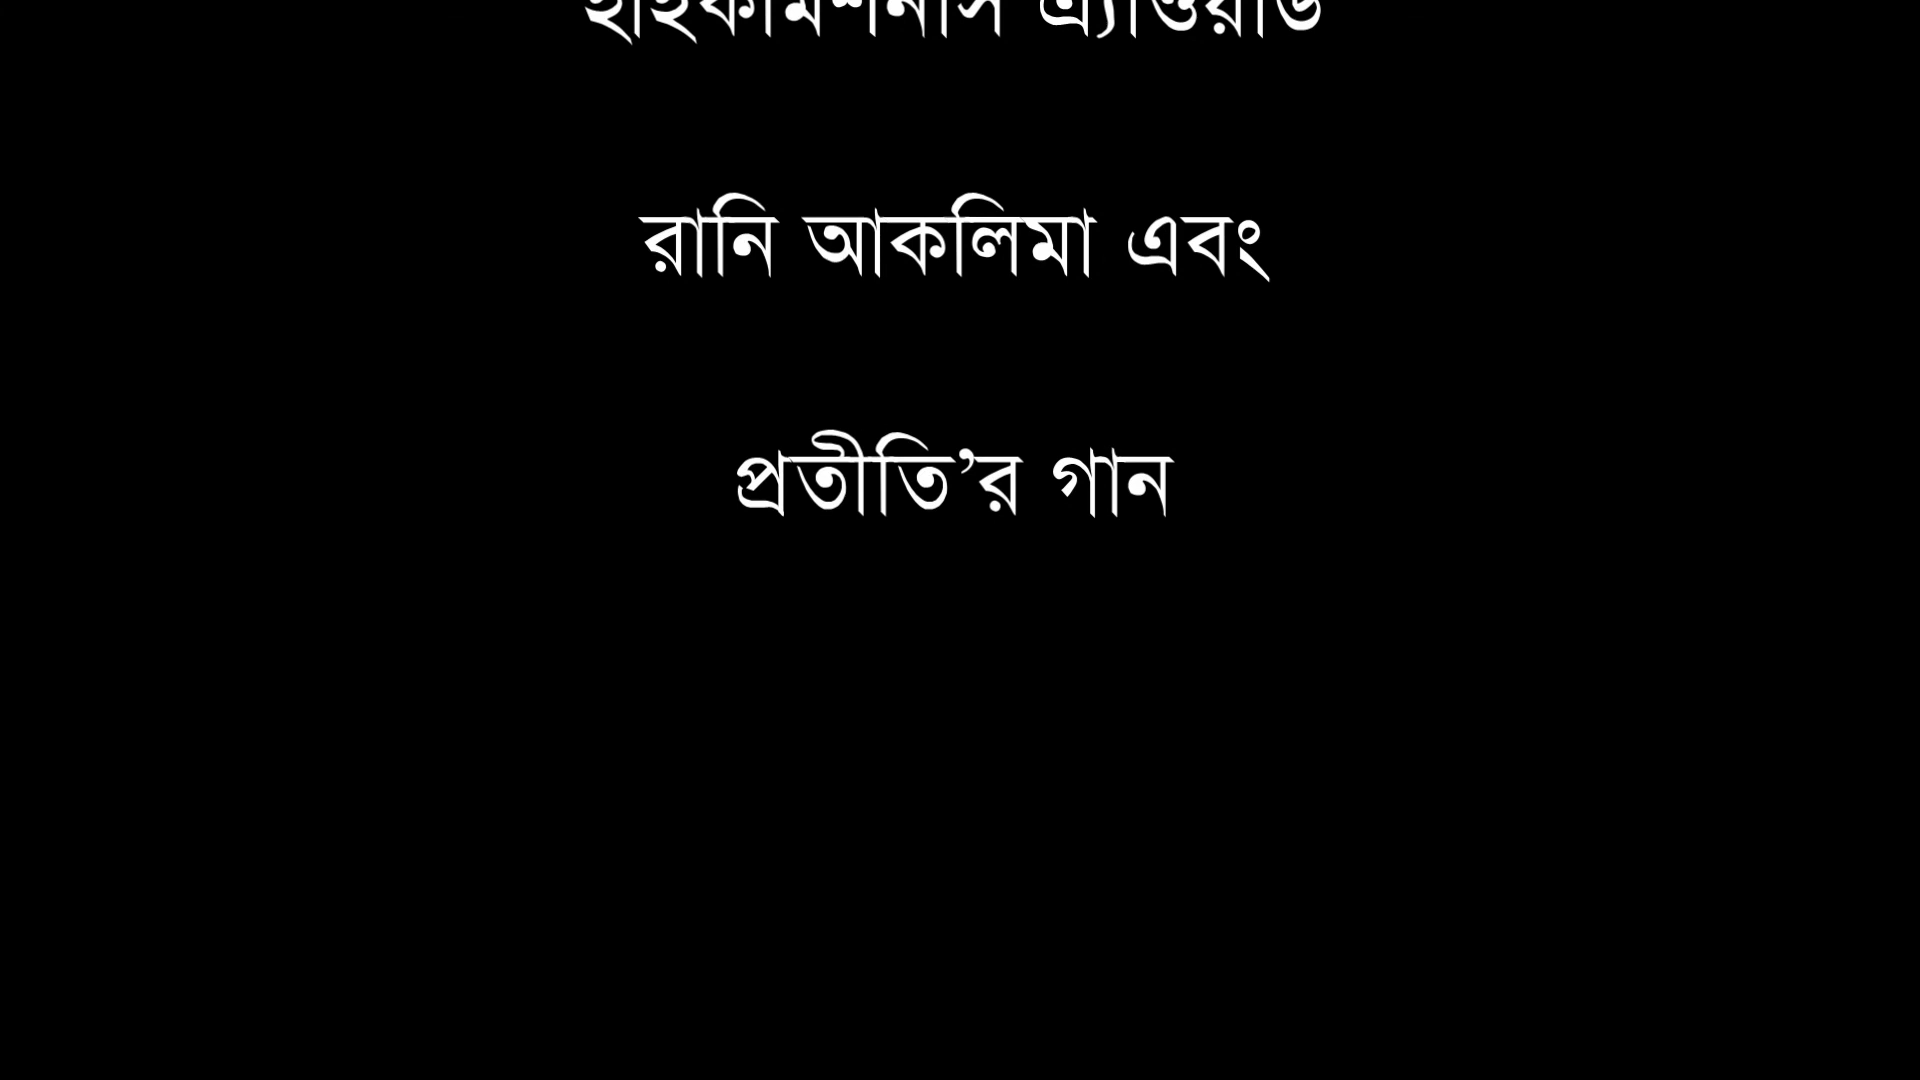 রানি আকলিমা এবং
প্রতীতি’র গান